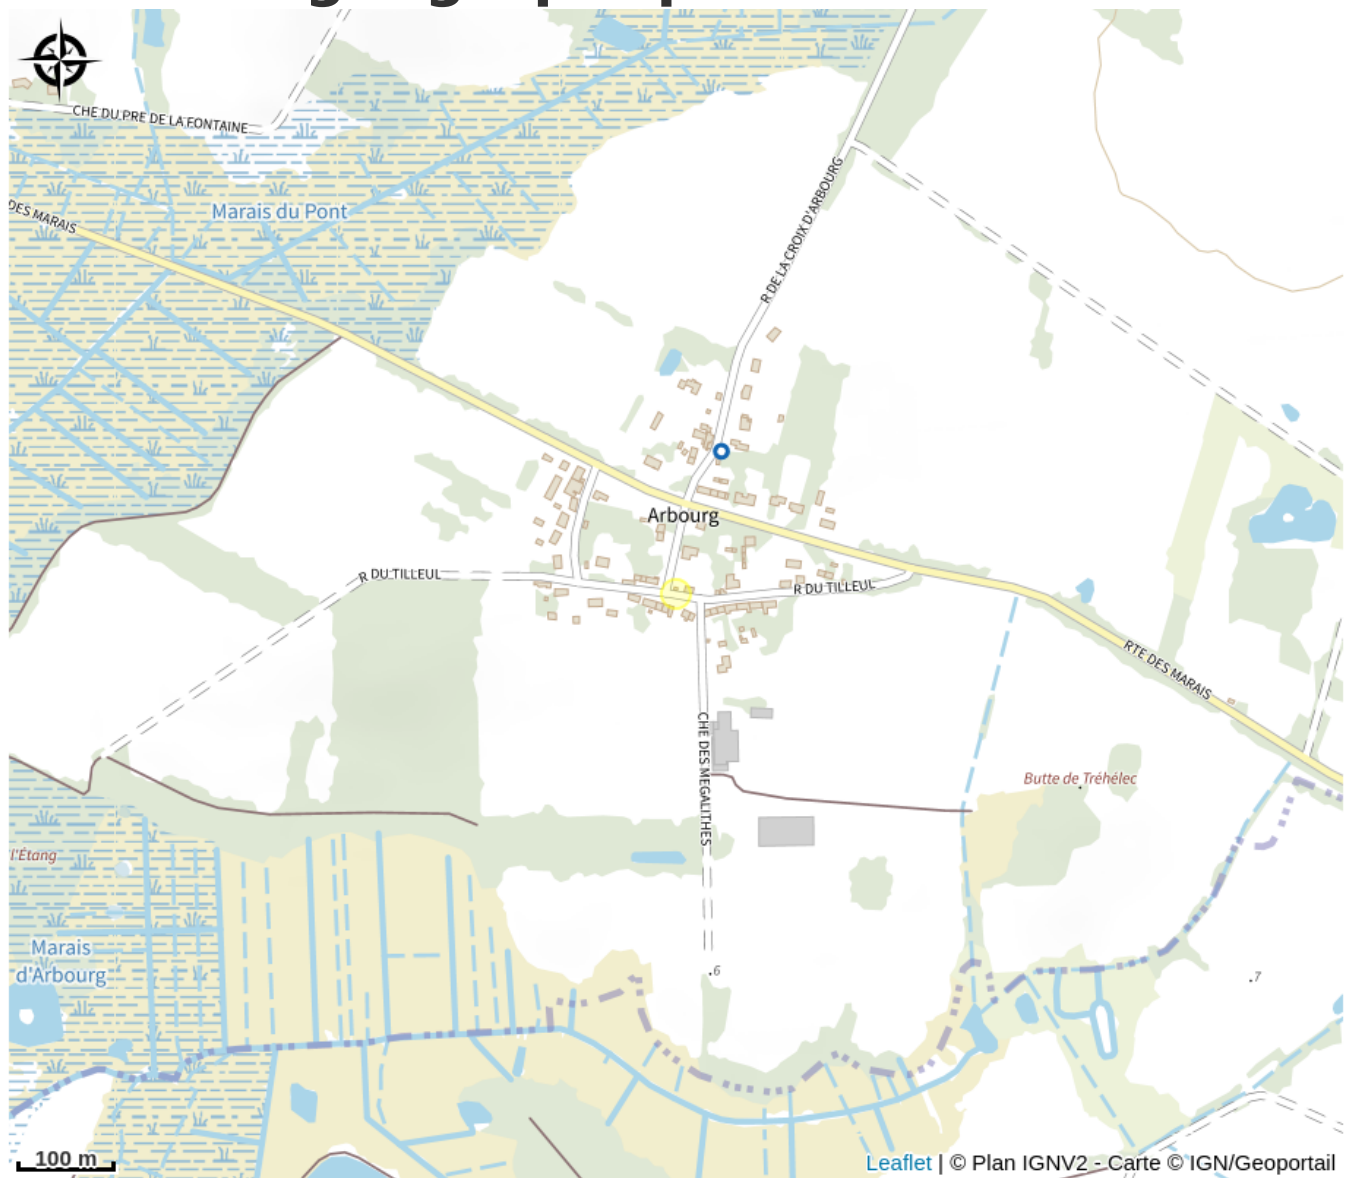 CHE DU PRE DE LA FONTAINE
Marais du Pont
DES MARAIS
R DE LA CROIX D'ARBOURG
Arbourg
R DU TILLEUL
R DU TILLEUL
RTE DES MARAIS
CHE DES MEGALITHES
Butte de Tréhélec
l'Étang
Marais
d'Arbourg
.6
.7
100 m
Leaflet | © Plan IGNV2 - Carte © IGN/Geoportail